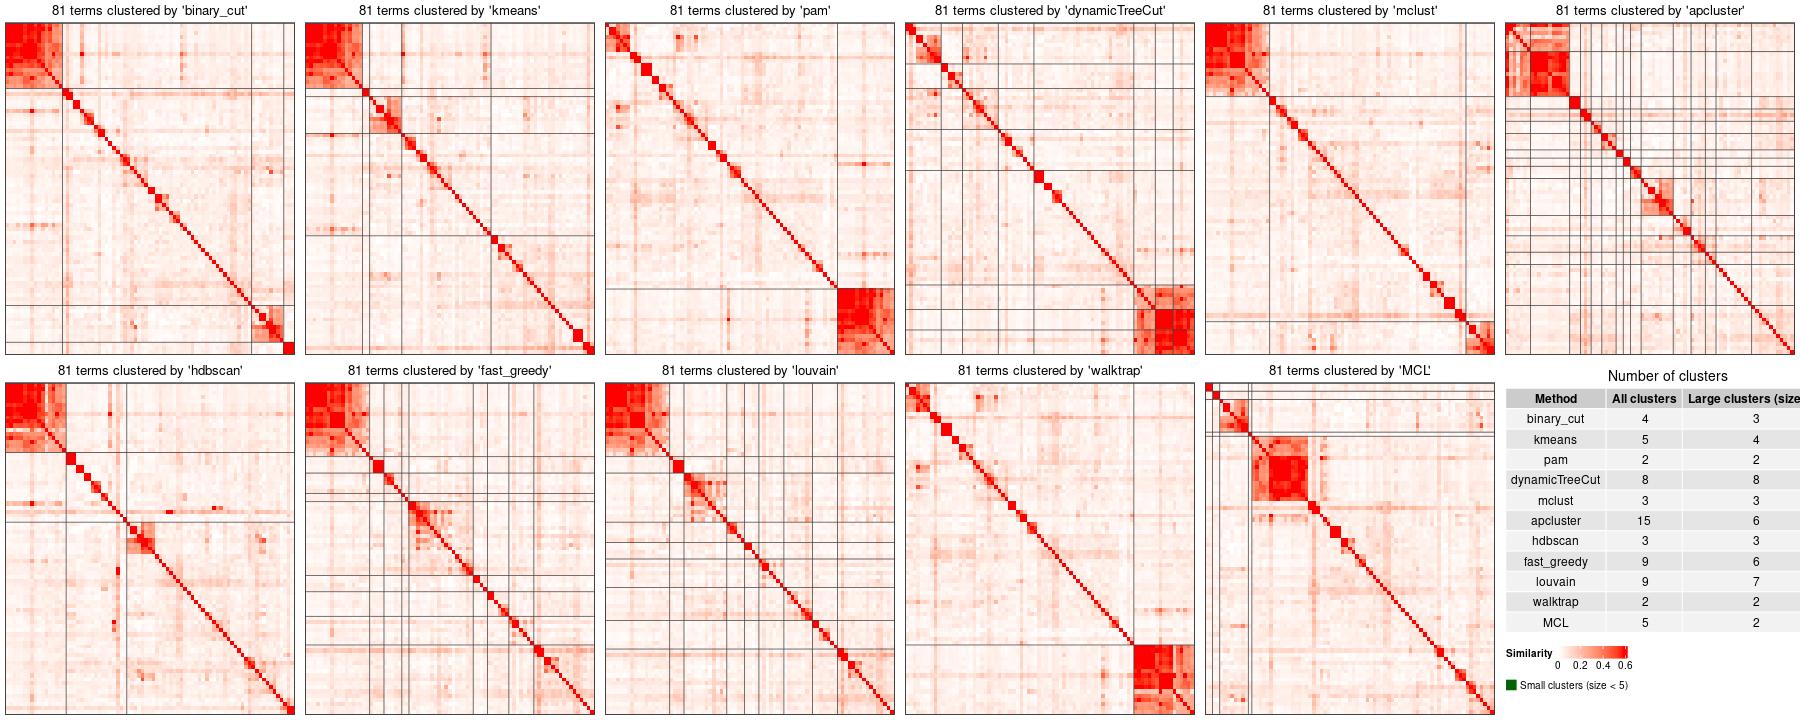 81 terms clustered by 'binary_cut'
81 terms clustered by 'kmeans'
81 terms clustered by 'pam'
81 terms clustered by 'dynamicTreeCut'
81 terms clustered by 'mclust'
81 terms clustered by 'apcluster'
81 terms clustered by 'hdbscan'
81 terms clustered by 'fast_greedy'
81 terms clustered by 'louvain'
81 terms clustered by 'walktrap'
81 terms clustered by 'MCL'
Number of clusters
Method All clusters Large clusters (size
binary_cut 4 3
kmeans 5 4
pam 2 2
dynamicTreeCut 8 8
mclust 3 3
apcluster 15 6
hdbscan 3 3
fast_greedy 9 6
louvain 9 7
walktrap 2 2
MCL 5 2
Similarity
0 0.2 0.4 0.6
Small clusters (size < 5)